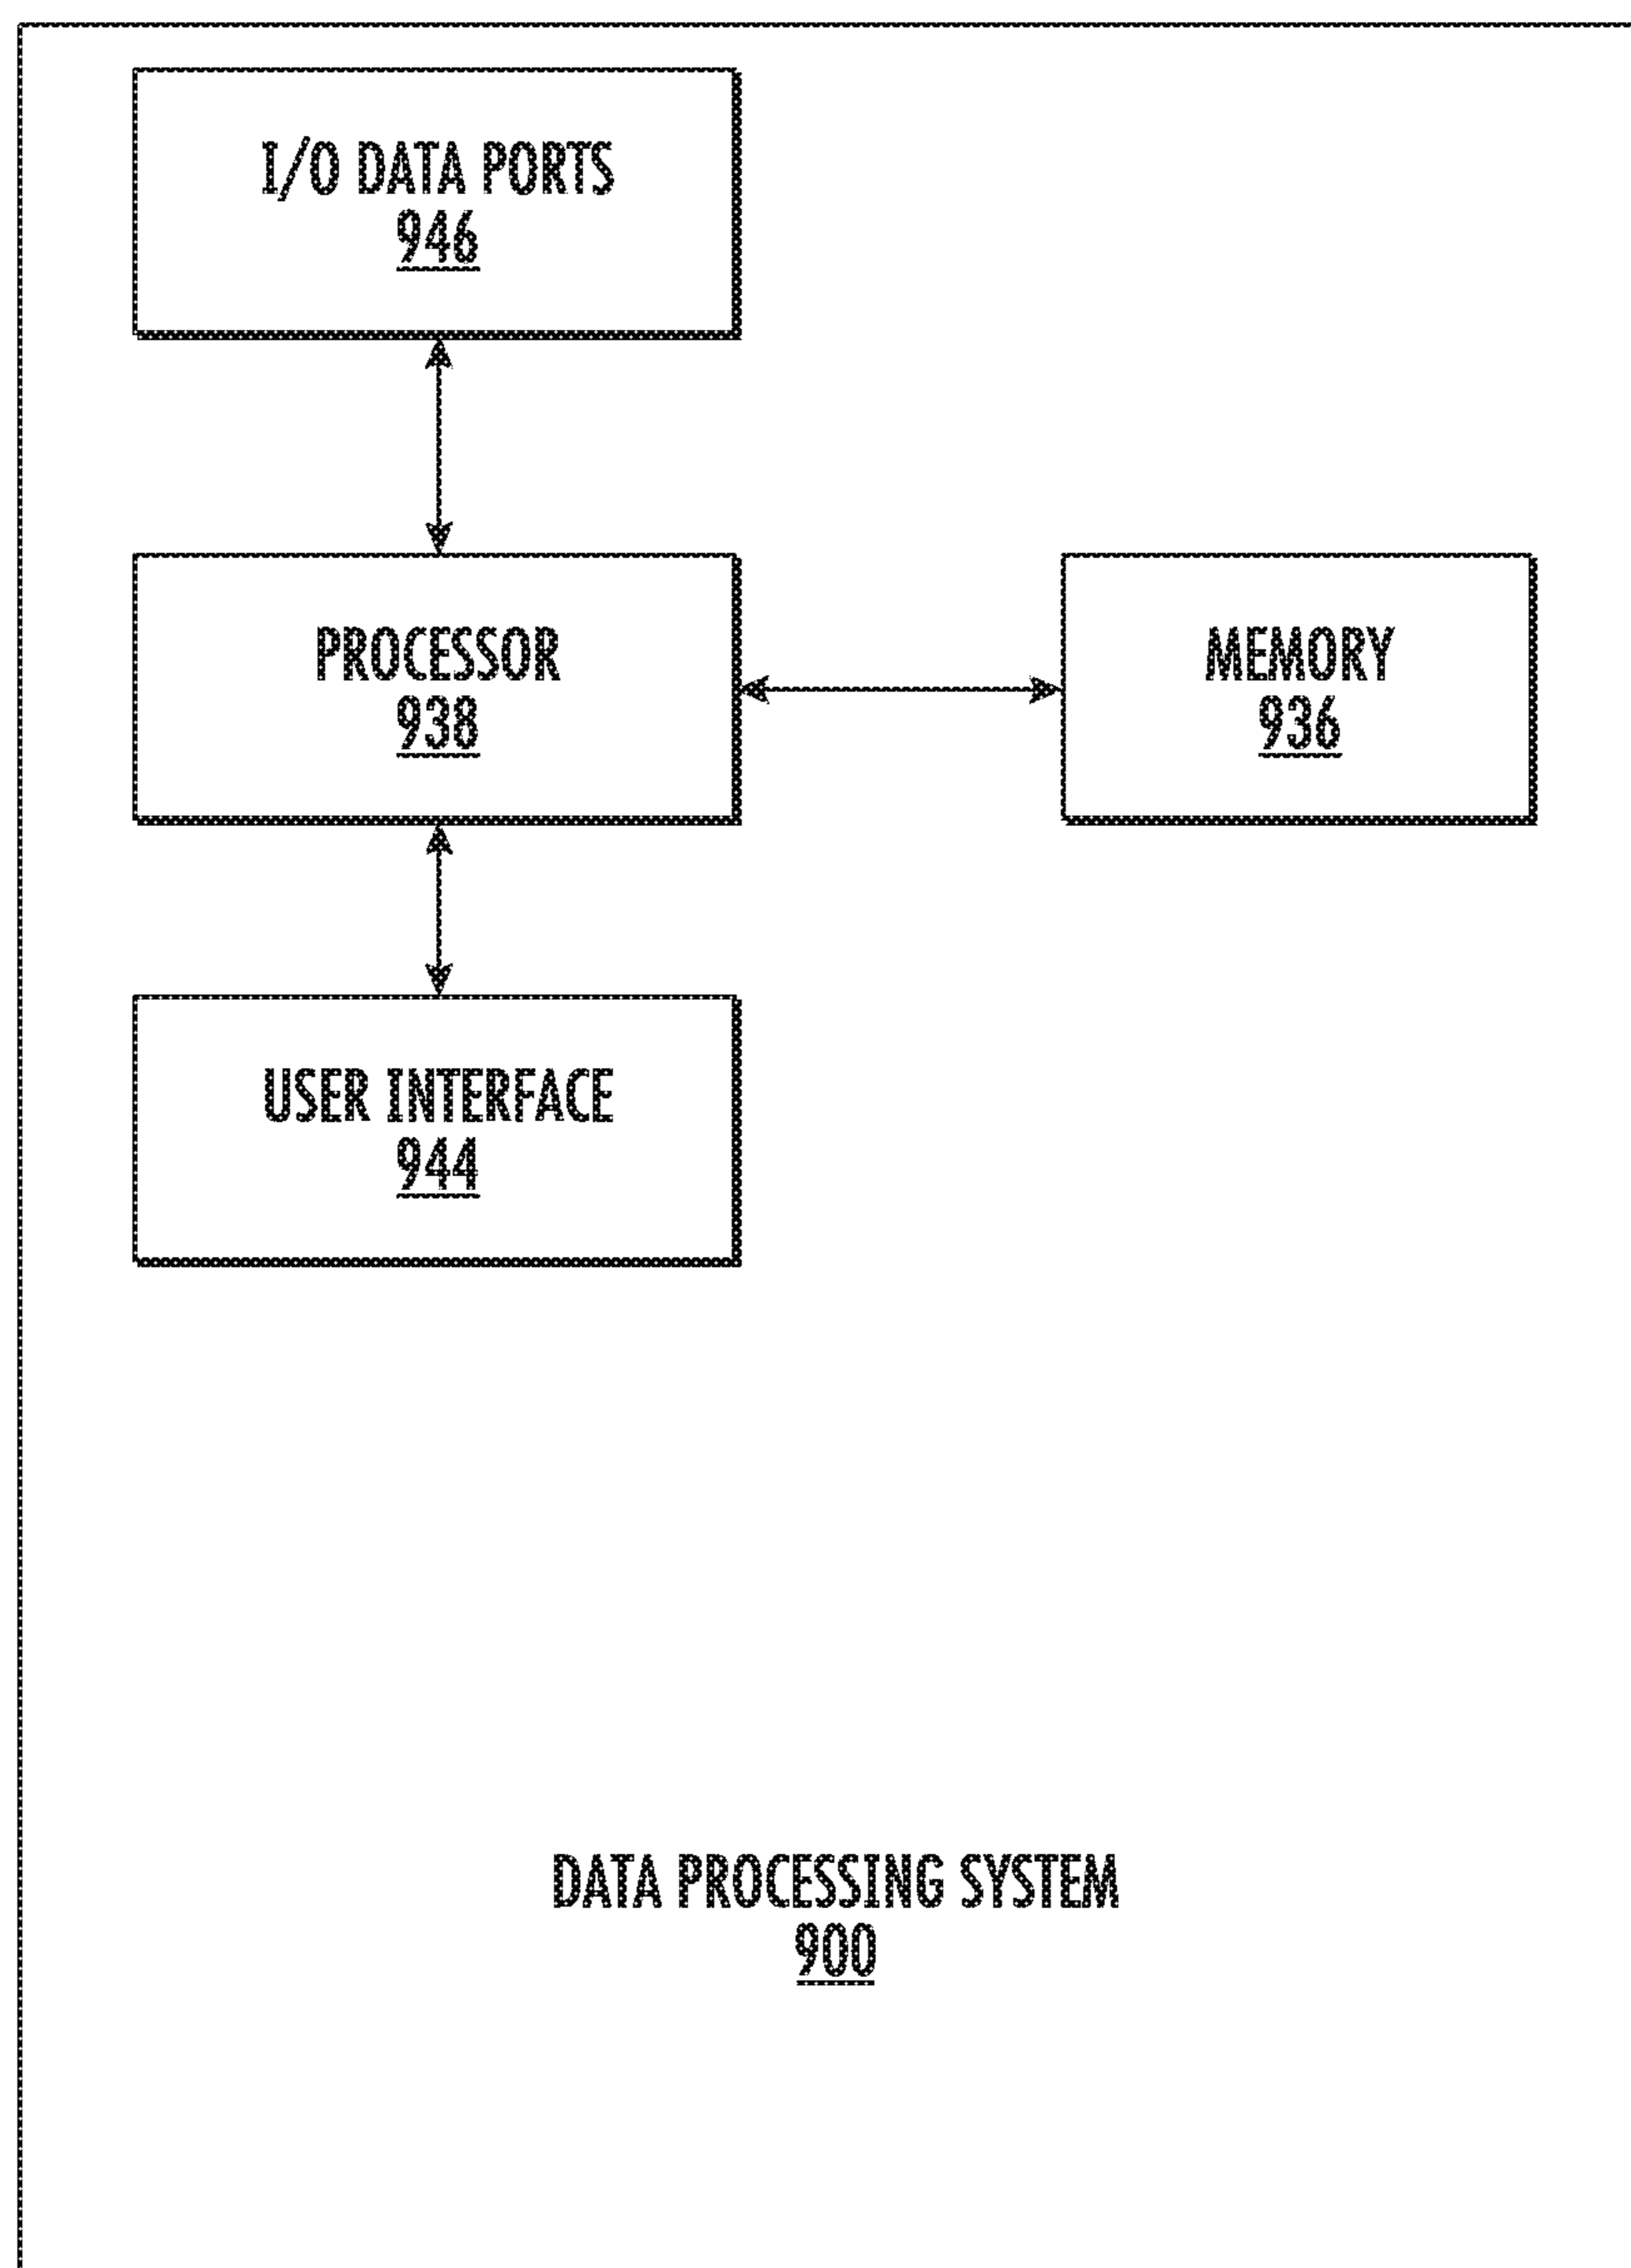 I/O DATA PORTS
946
PROCESSOR
938
MEMORY
936
USER INTERFACE
944
DATA PROCESSING SYSTEM
900